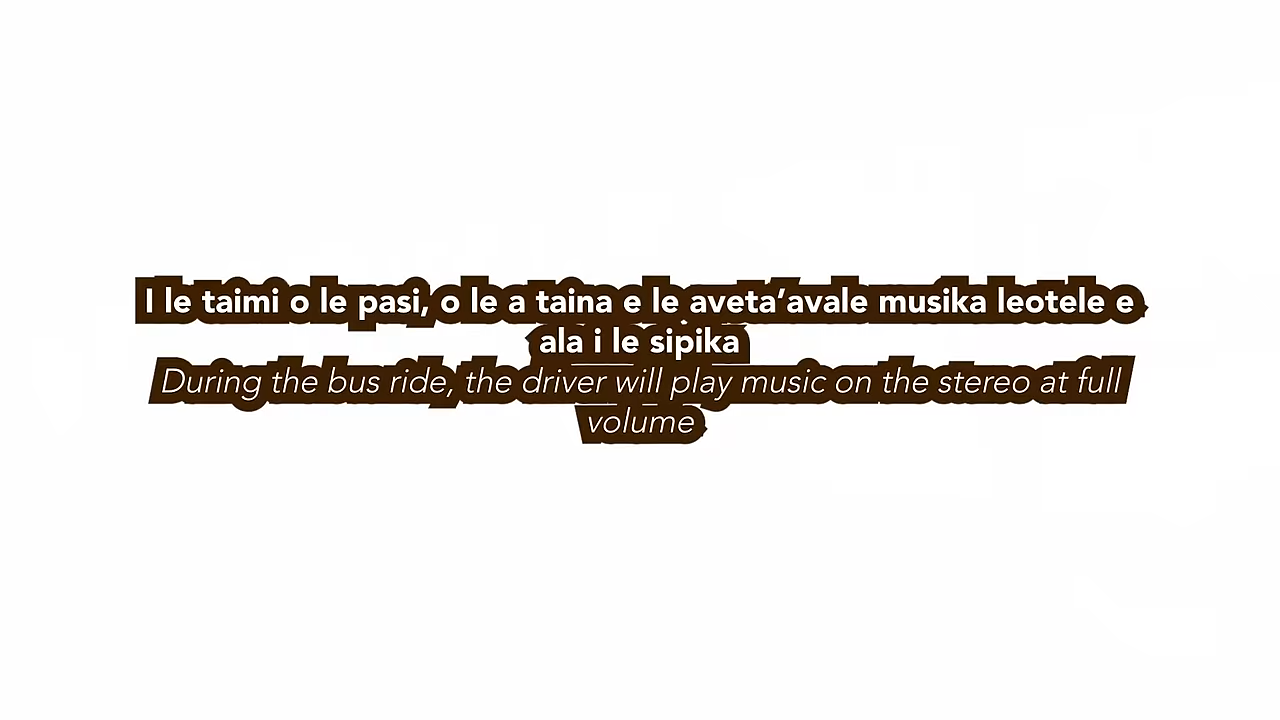 I le taimi o le pasi, o le a taina e le aveta’avale musika leotele e
ala i le sipika
During the bus ride, the driver will play music on the stereo at full
volume